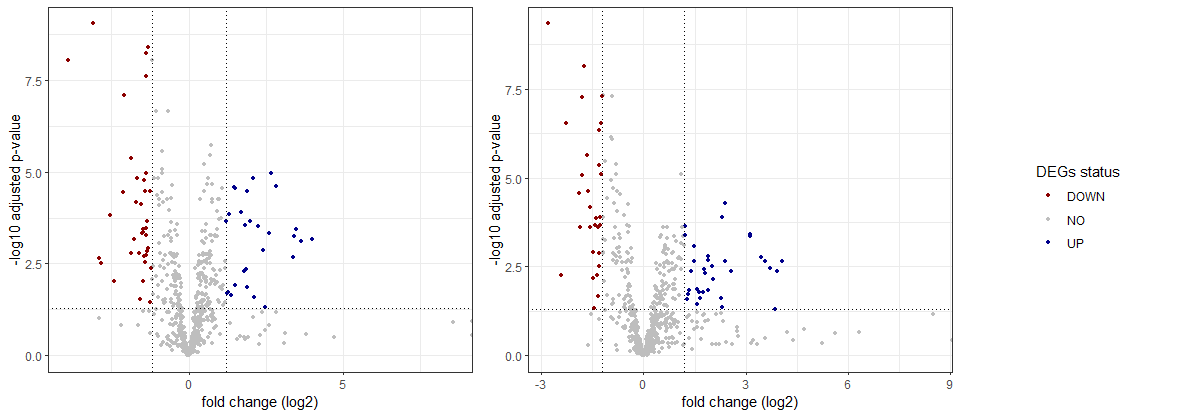 -log10 adjusted p-value
7.5
5.0
2.5
0.0
0
5
fold change (log2)
-log10 adjusted p-value
7.5
5.0
2.5
0.0
-3
0
3
6
9
fold change (log2)
DEGs status
DOWN
NO
UP